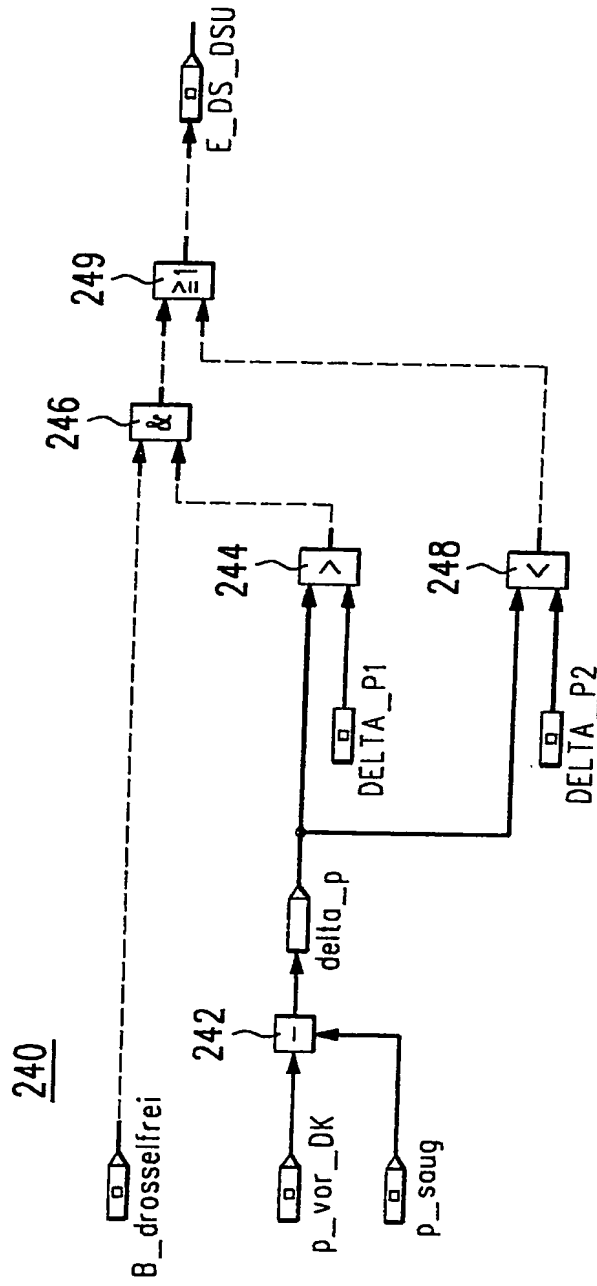 240
B_drosselfrei
p_vor_DK
p_saug
242
−
delta_p
DELTA_P1
244
>
DELTA_P2
248
<
246
&
249
≥1
E_DS_DSU